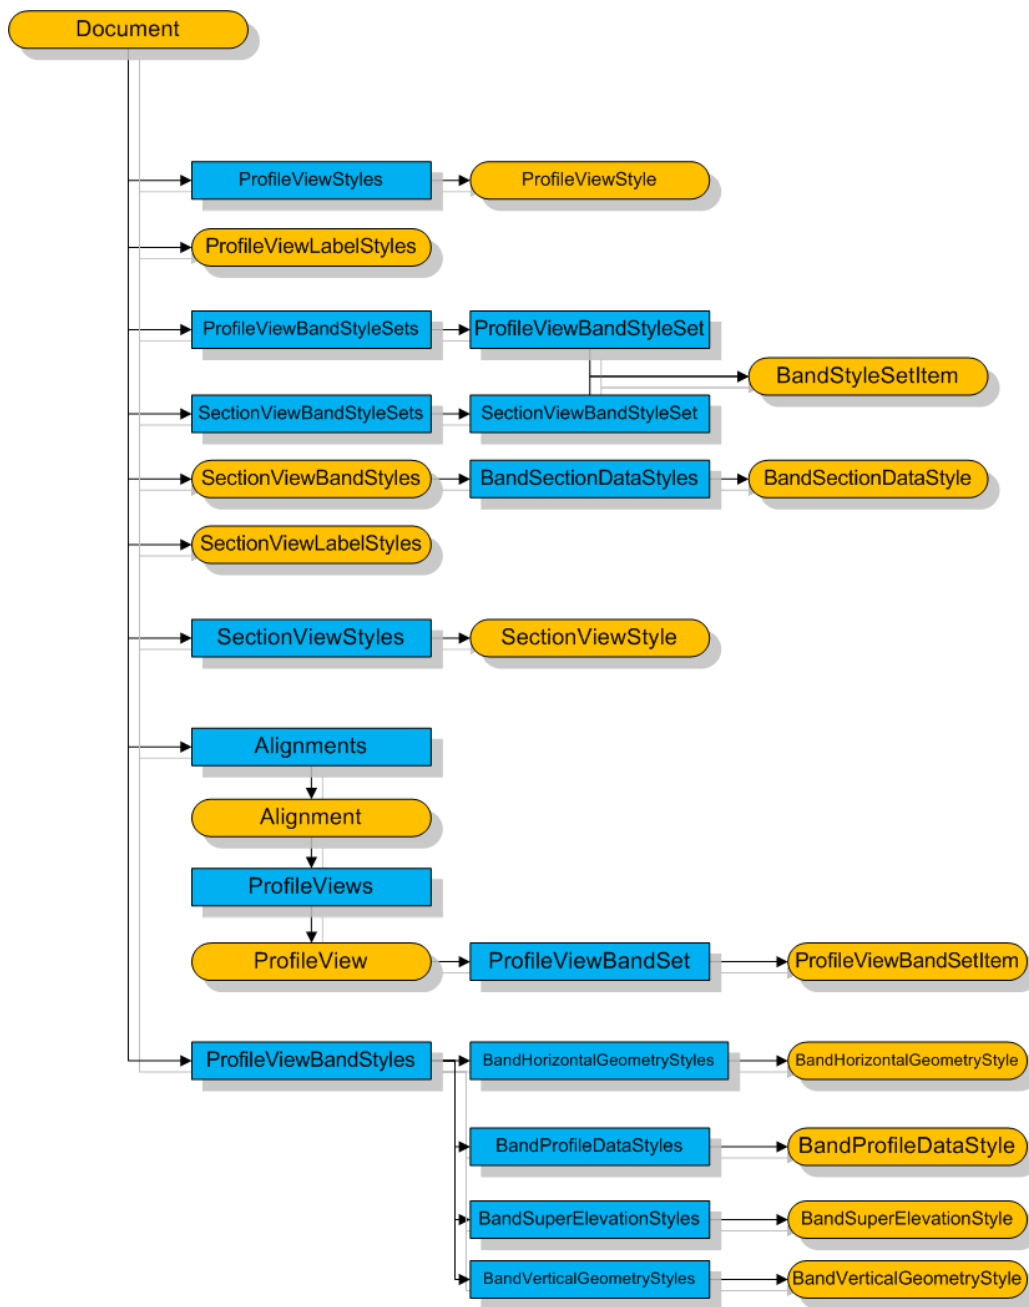 Document
ProfileViewStyles
ProfileViewStyle
ProfileViewLabelStyles
ProfileViewBandStyleSets
ProfileViewBandStyleSet
BandStyleSetItem
SectionViewBandStyleSets
SectionViewBandStyleSet
SectionViewBandStyles
BandSectionDataStyles
BandSectionDataStyle
SectionViewLabelStyles
SectionViewStyles
SectionViewStyle
Alignments
Alignment
ProfileViews
ProfileView
ProfileViewBandSet
ProfileViewBandSetItem
ProfileViewBandStyles
BandHorizontalGeometryStyles
BandHorizontalGeometryStyle
BandProfileDataStyles
BandProfileDataStyle
BandSuperElevationStyles
BandSuperElevationStyle
BandVerticalGeometryStyles
BandVerticalGeometryStyle